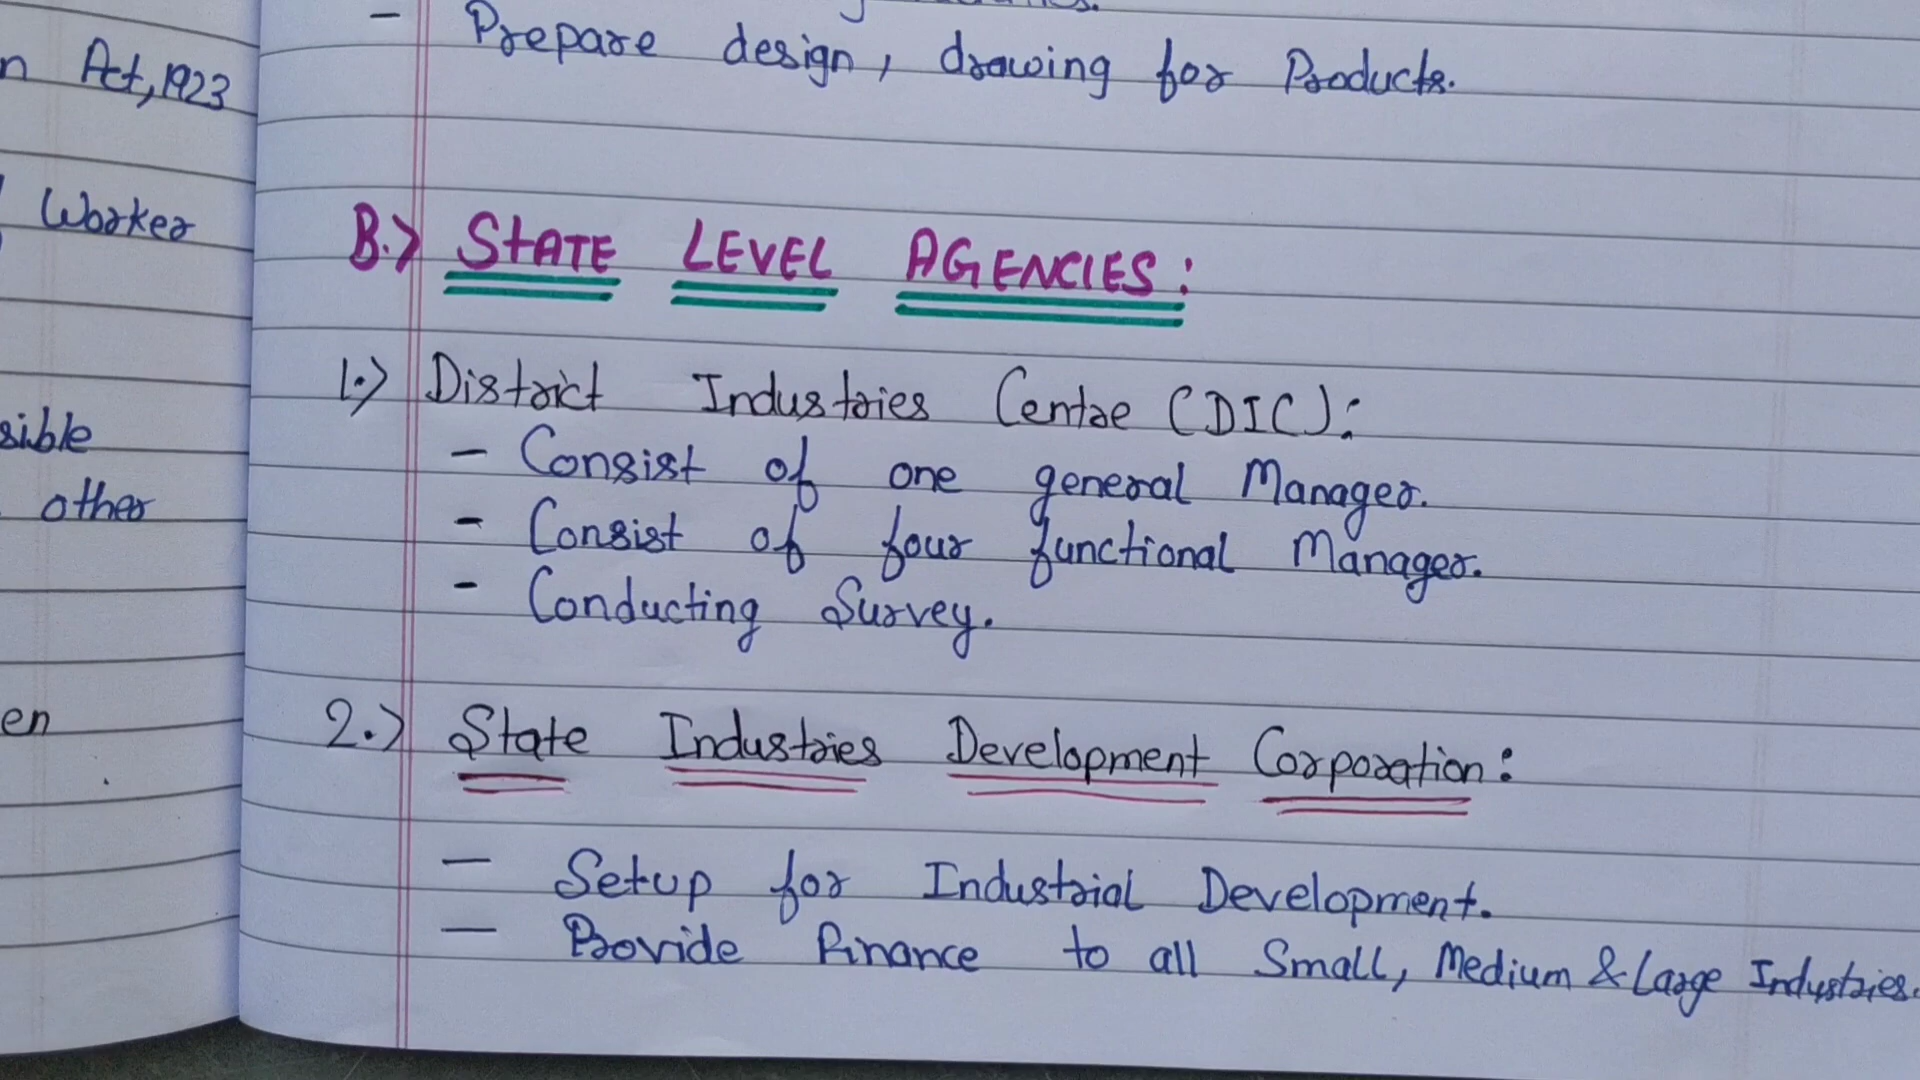 n Act, 1923
Worker
sible
other
en
- Prepare design, drawing for Products.
B.> STATE LEVEL AGENCIES:
1.) District Industries Centre (DIC):
- Consist of one general Manager.
- Consist of four functional Manager.
- Conducting Survey.
2.) State Industries Development Corporation:
- Setup for Industrial Development.
- Provide Finance to all Small, Medium & Large Industries.